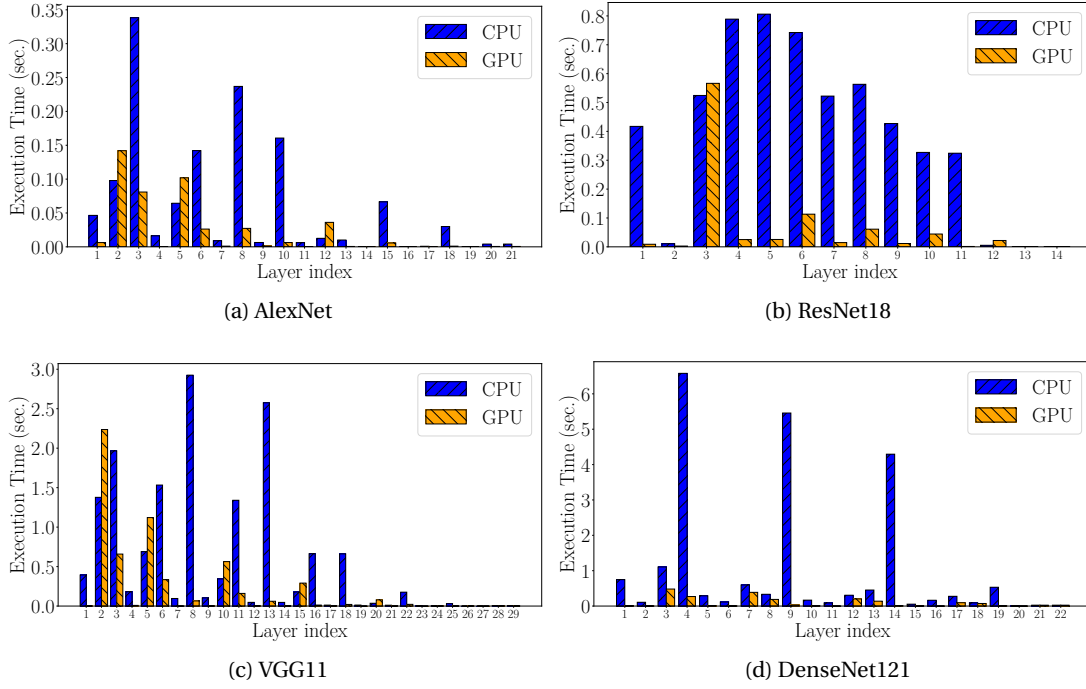 0.35
0.30
0.25
0.20
0.15
0.10
0.05
0.00
Execution Time (sec.)
CPU
GPU
1 2 3 4 5 6 7 8 9 10 11 12 13 14 15 16 17 18 19 20 21
Layer index
(a) AlexNet
0.8
0.7
0.6
0.5
0.4
0.3
0.2
0.1
0.0
Execution Time (sec.)
CPU
GPU
1 2 3 4 5 6 7 8 9 10 11 12 13 14
Layer index
(b) ResNet18
3.0
2.5
2.0
1.5
1.0
0.5
0.0
Execution Time (sec.)
CPU
GPU
1 2 3 4 5 6 7 8 9 10 11 12 13 14 15 16 17 18 19 20 21 22 23 24 25 26 27 28 29
Layer index
(c) VGG11
6
5
4
3
2
1
0
Execution Time (sec.)
CPU
GPU
1 2 3 4 5 6 7 8 9 10 11 12 13 14 15 16 17 18 19 20 21 22
Layer index
(d) DenseNet121